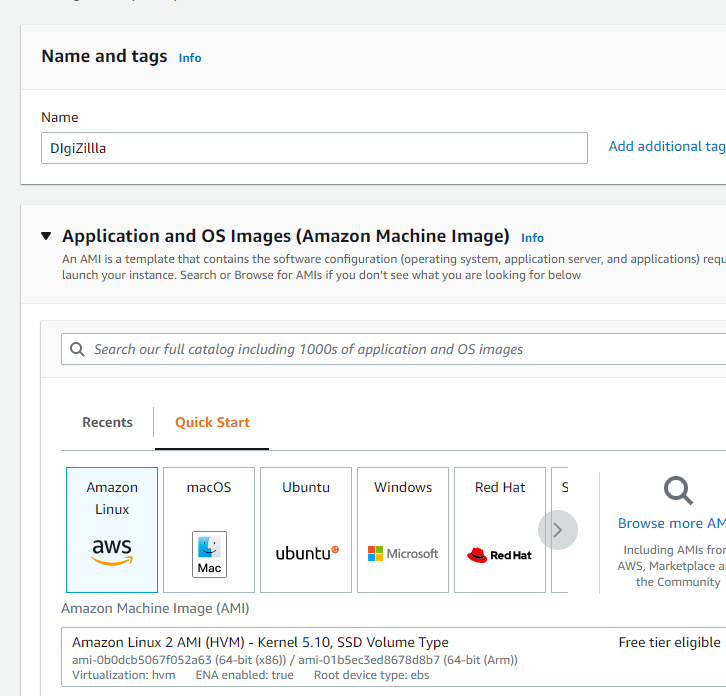 Name and tags Info
Name
DIgiZillla
Add additional tag
Application and OS Images (Amazon Machine Image) Info
An AMI is a template that contains the software configuration (operating system, application server, and applications) requ
launch your instance. Search or Browse for AMIs if you don't see what you are looking for below
Search our full catalog including 1000s of application and OS images
Recents
Quick Start
Amazon
Linux
aws
macOS
Mac
Ubuntu
ubuntu
Windows
Microsoft
Red Hat
Red Hat
S
Browse more AM
Including AMIs from
AWS, Marketplace a
the Community
Amazon Machine Image (AMI)
Amazon Linux 2 AMI (HVM) - Kernel 5.10, SSD Volume Type
Free tier eligible
ami-0b0dcb5067f052a63 (64-bit (x86)) / ami-01b5ec3ed8678d8b7 (64-bit (Arm))
Virtualization: hvm ENA enabled: true Root device type: ebs